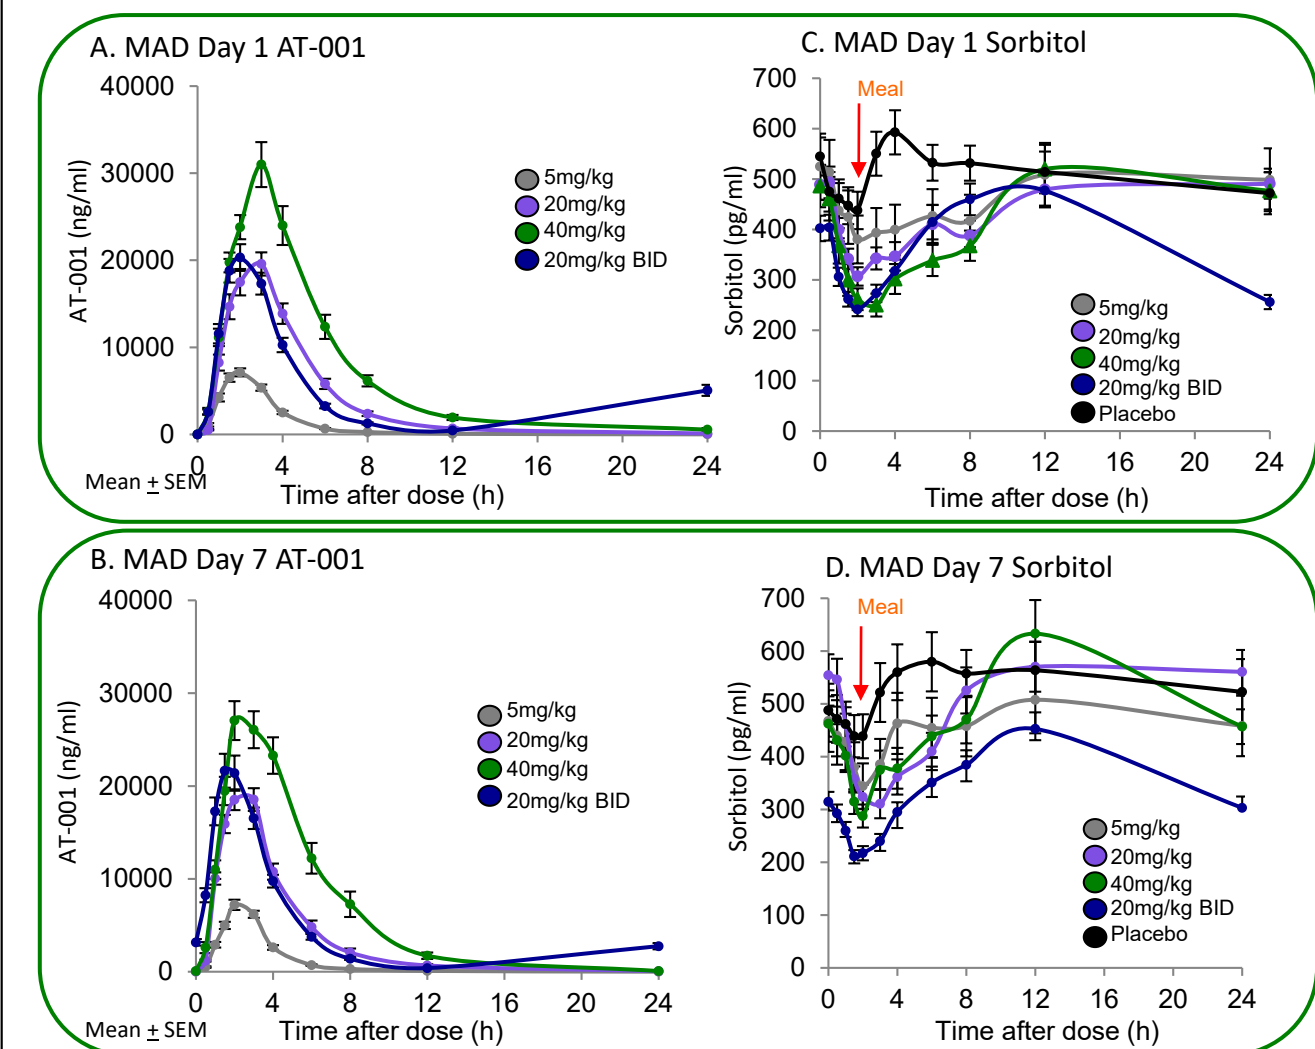 A. MAD Day 1 AT-001
40000
30000
20000
10000
0
AT-001 (ng/ml)
5mg/kg
20mg/kg
40mg/kg
20mg/kg BID
0 4 8 12 16 20 24
Mean ± SEM
Time after dose (h)
C. MAD Day 1 Sorbitol
700
600
500
400
300
200
100
0
Sorbitol (pg/ml)
Meal
5mg/kg
20mg/kg
40mg/kg
20mg/kg BID
Placebo
0 4 8 12 16 20 24
Time after dose (h)
B. MAD Day 7 AT-001
40000
30000
20000
10000
0
AT-001 (ng/ml)
5mg/kg
20mg/kg
40mg/kg
20mg/kg BID
0 4 8 12 16 20 24
Mean ± SEM
Time after dose (h)
D. MAD Day 7 Sorbitol
700
600
500
400
300
200
100
0
Sorbitol (pg/ml)
Meal
5mg/kg
20mg/kg
40mg/kg
20mg/kg BID
Placebo
0 4 8 12 16 20 24
Time after dose (h)